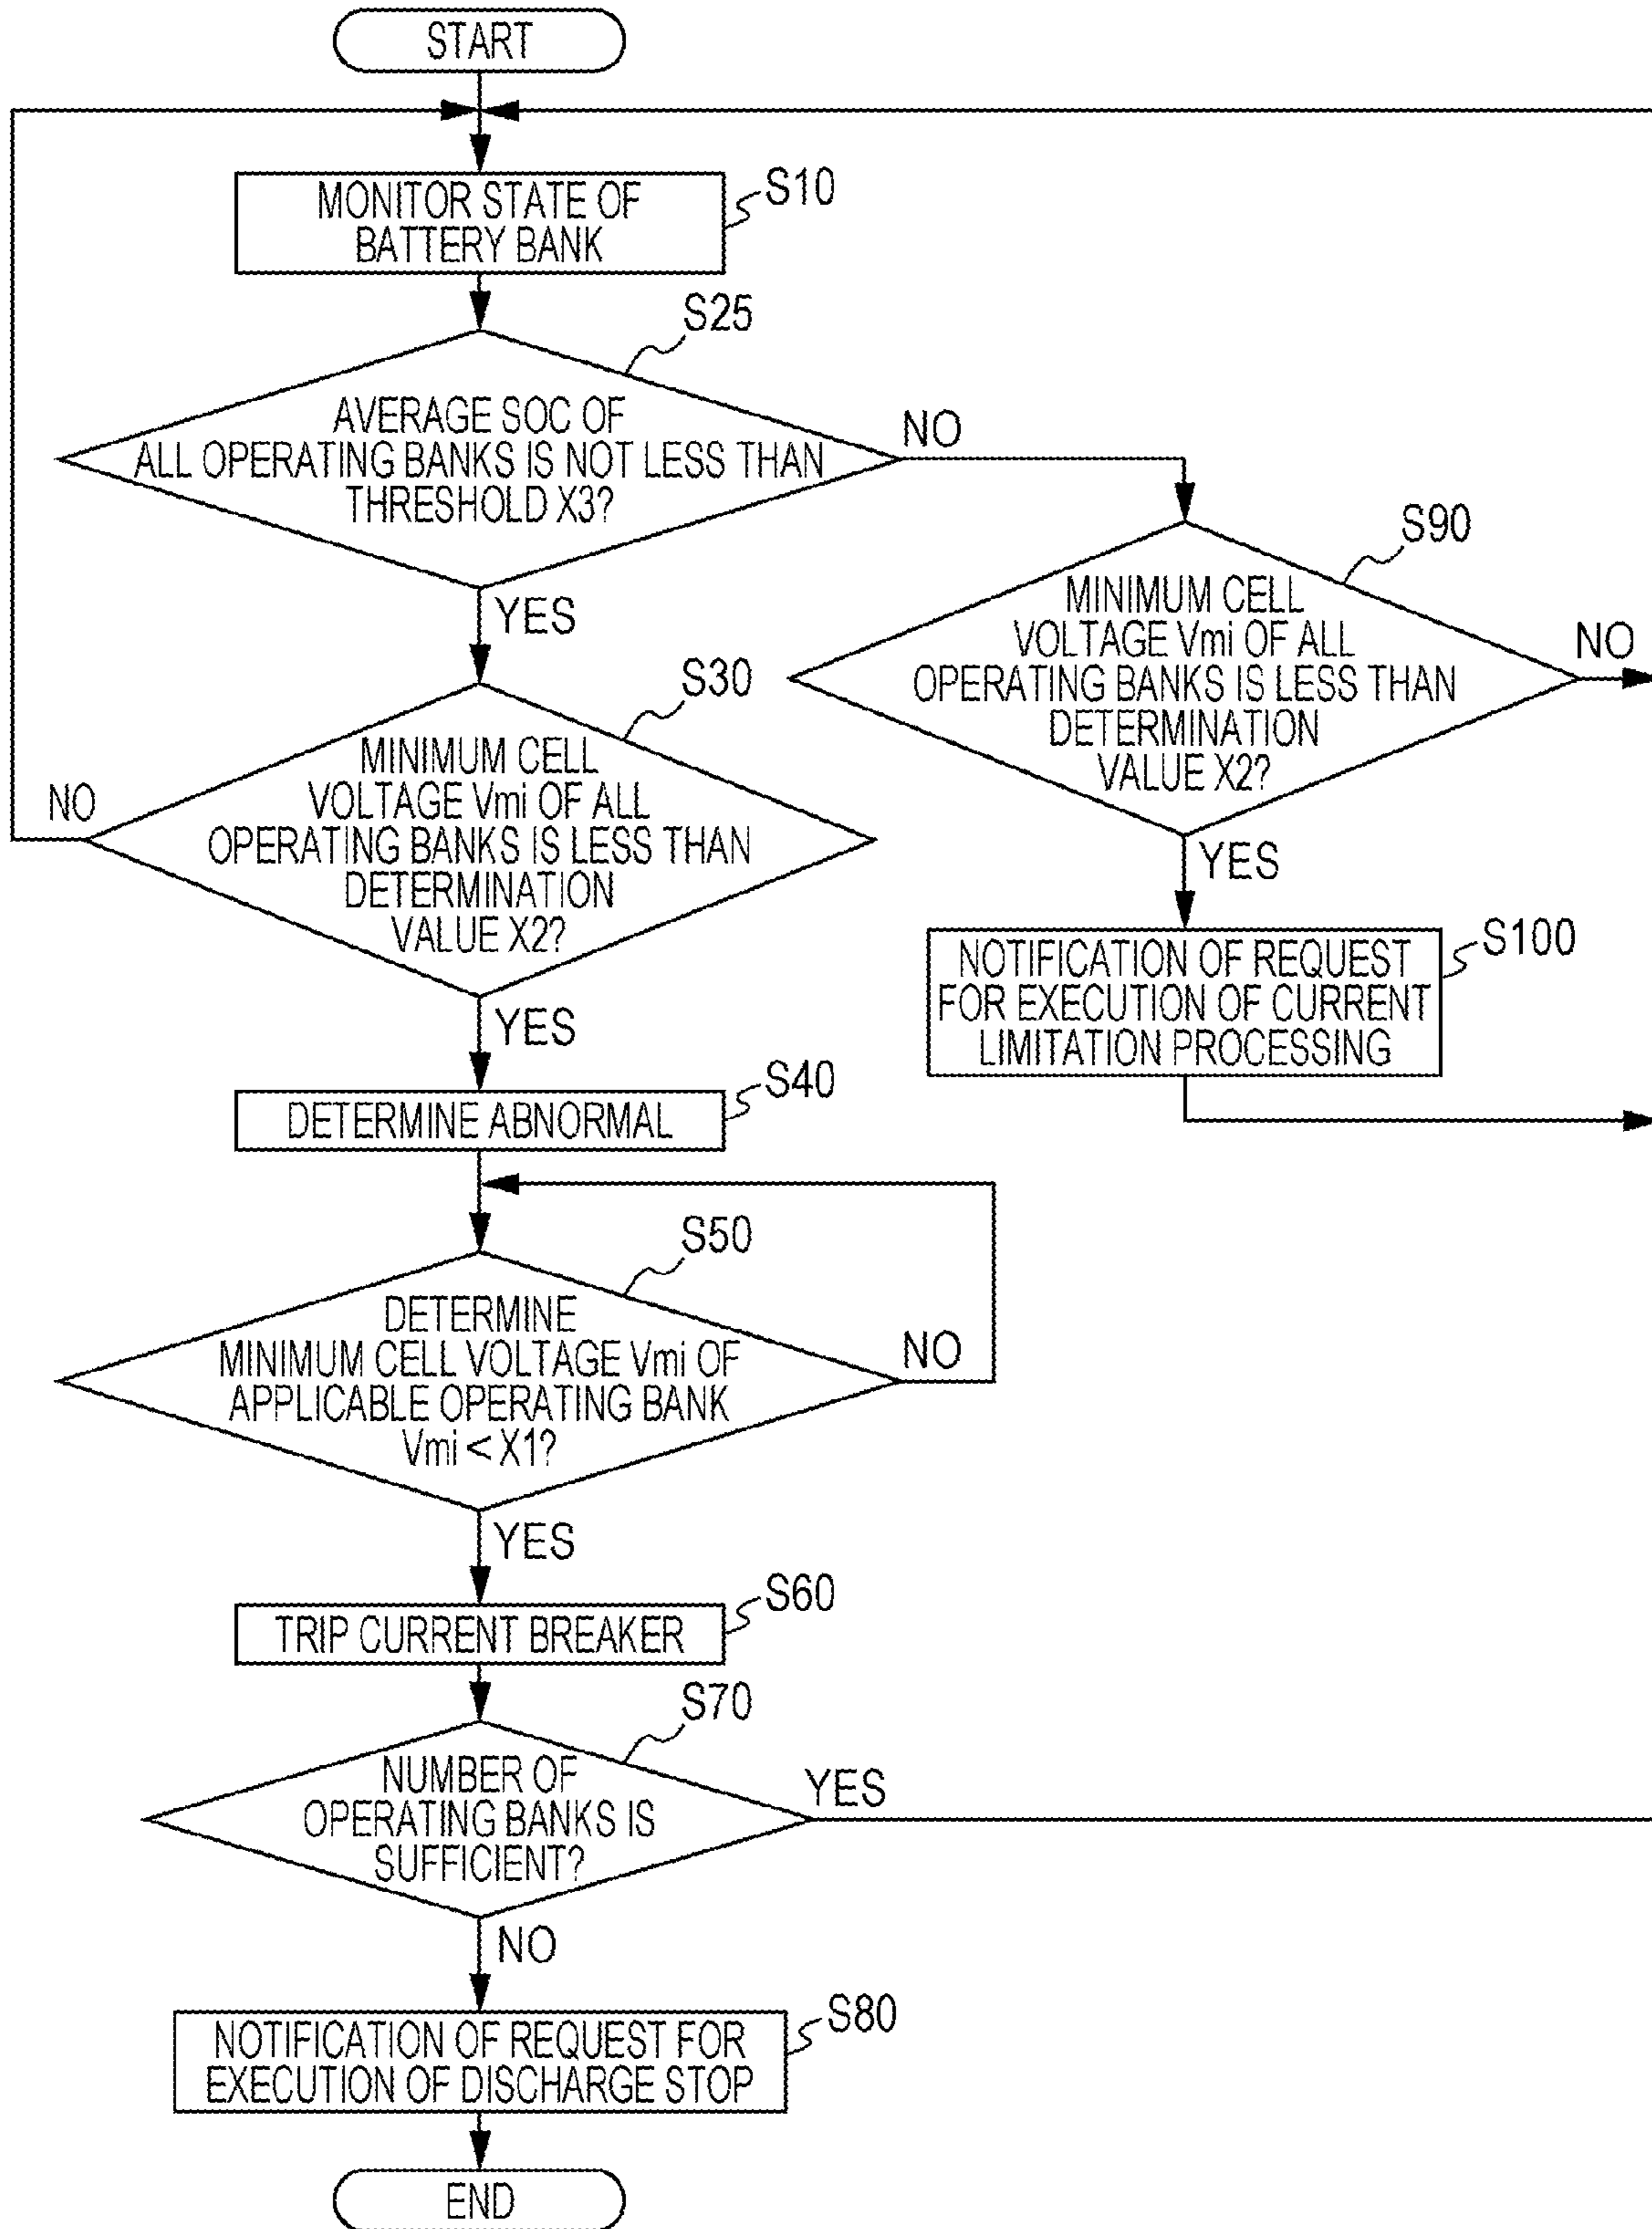 START
MONITOR STATE OF
BATTERY BANK
S10
S25
AVERAGE SOC OF
ALL OPERATING BANKS IS NOT LESS THAN
THRESHOLD X3?
NO
YES
S90
MINIMUM CELL
VOLTAGE Vmi OF ALL
OPERATING BANKS IS LESS THAN
DETERMINATION
VALUE X2?
NO
YES
S30
MINIMUM CELL
VOLTAGE Vmi OF ALL
OPERATING BANKS IS LESS THAN
DETERMINATION
VALUE X2?
NO
YES
S100
NOTIFICATION OF REQUEST
FOR EXECUTION OF CURRENT
LIMITATION PROCESSING
S40
DETERMINE ABNORMAL
S50
DETERMINE
MINIMUM CELL VOLTAGE Vmi OF
APPLICABLE OPERATING BANK
Vmi < X1?
NO
YES
S60
TRIP CURRENT BREAKER
S70
NUMBER OF
OPERATING BANKS IS
SUFFICIENT?
YES
NO
S80
NOTIFICATION OF REQUEST FOR
EXECUTION OF DISCHARGE STOP
END